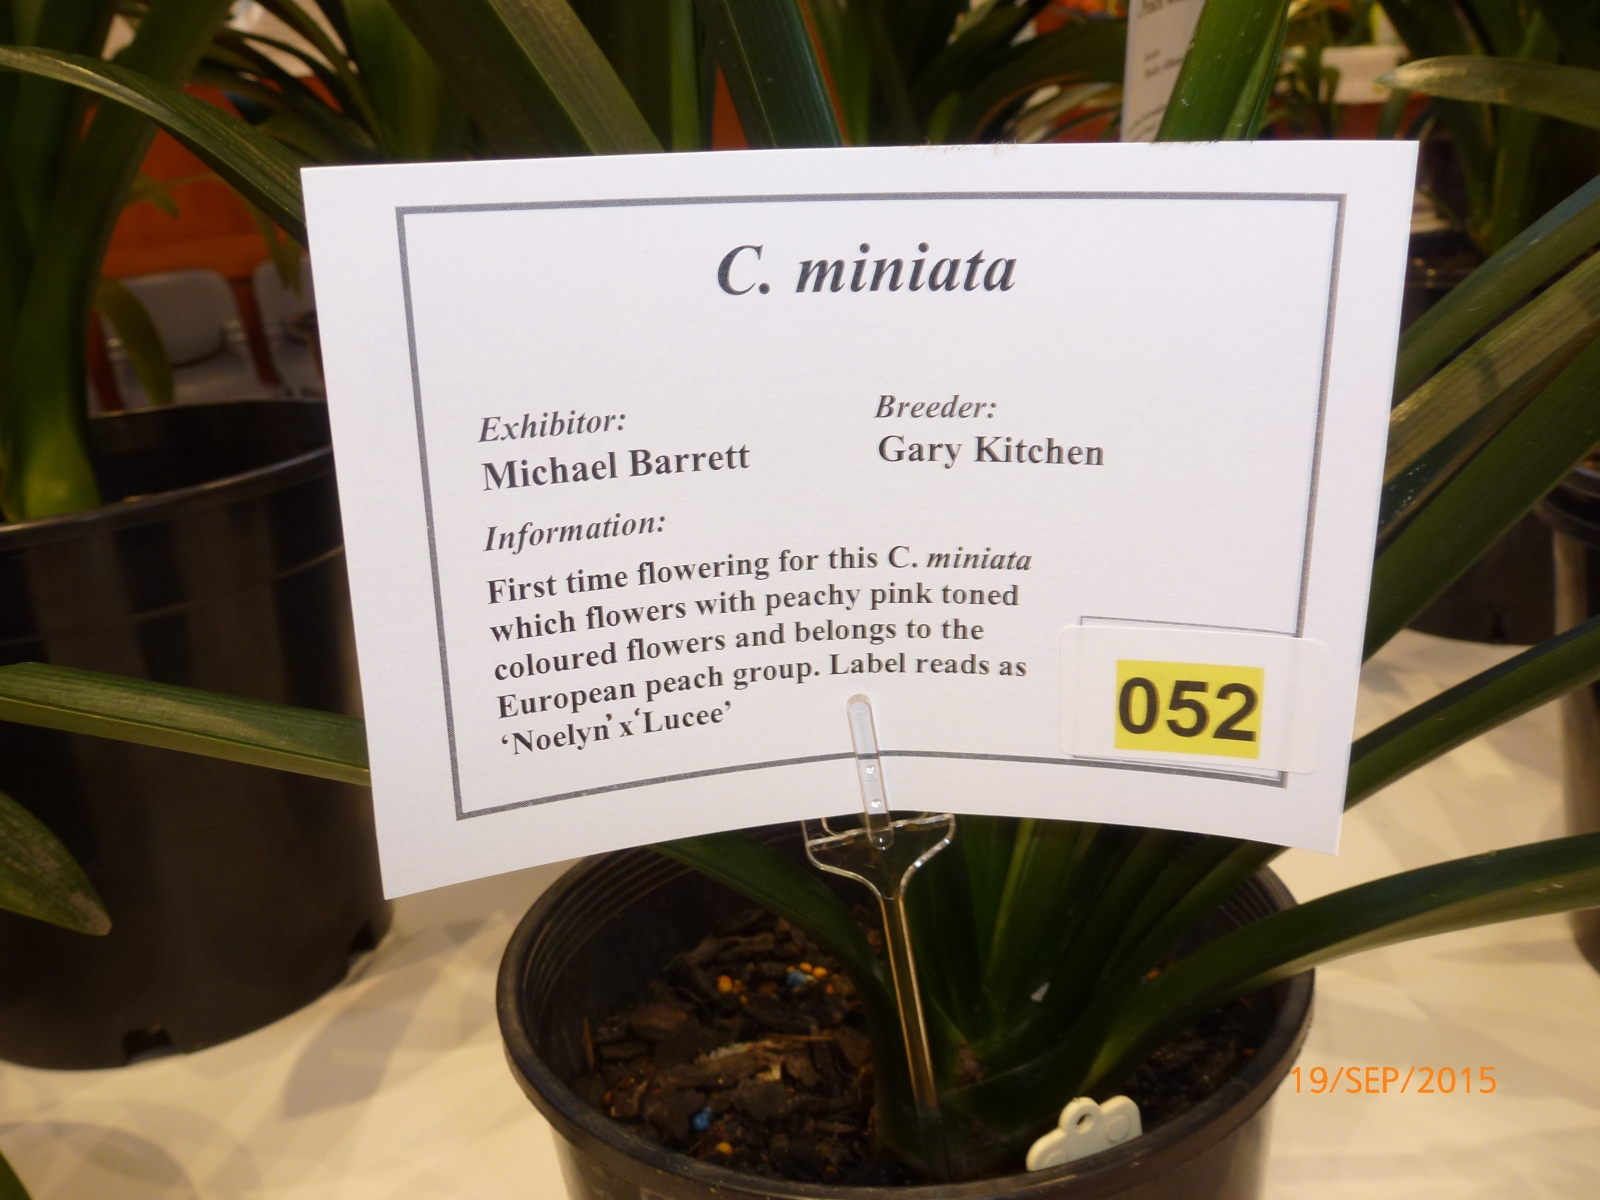 C. miniata
Exhibitor:
Michael Barrett
Breeder:
Gary Kitchen
Information:
First time flowering for this C. miniata
which flowers with peachy pink toned
coloured flowers and belongs to the
European peach group. Label reads as
‘Noelyn’x‘Lucee’
052
19/SEP/2015